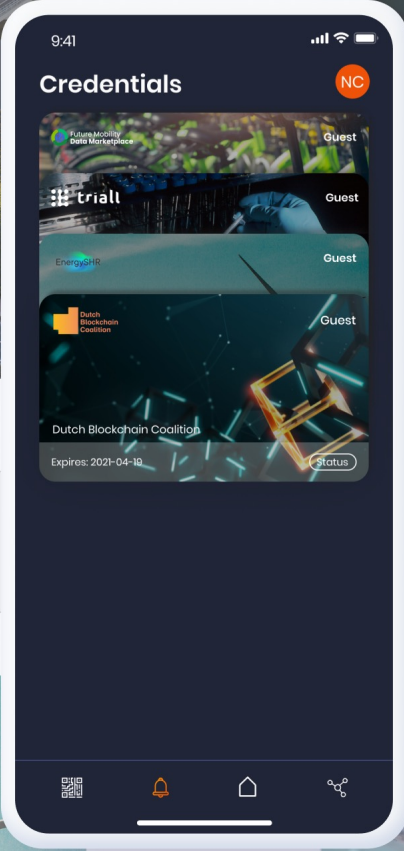 9:41
Credentials
NC
Future Mobility
Data Marketplace
Guest
triall
Guest
EnergySHR
Guest
Dutch
Blockchain
Coalition
Guest
Dutch Blockchain Coalition
Expires: 2021-04-19
Status